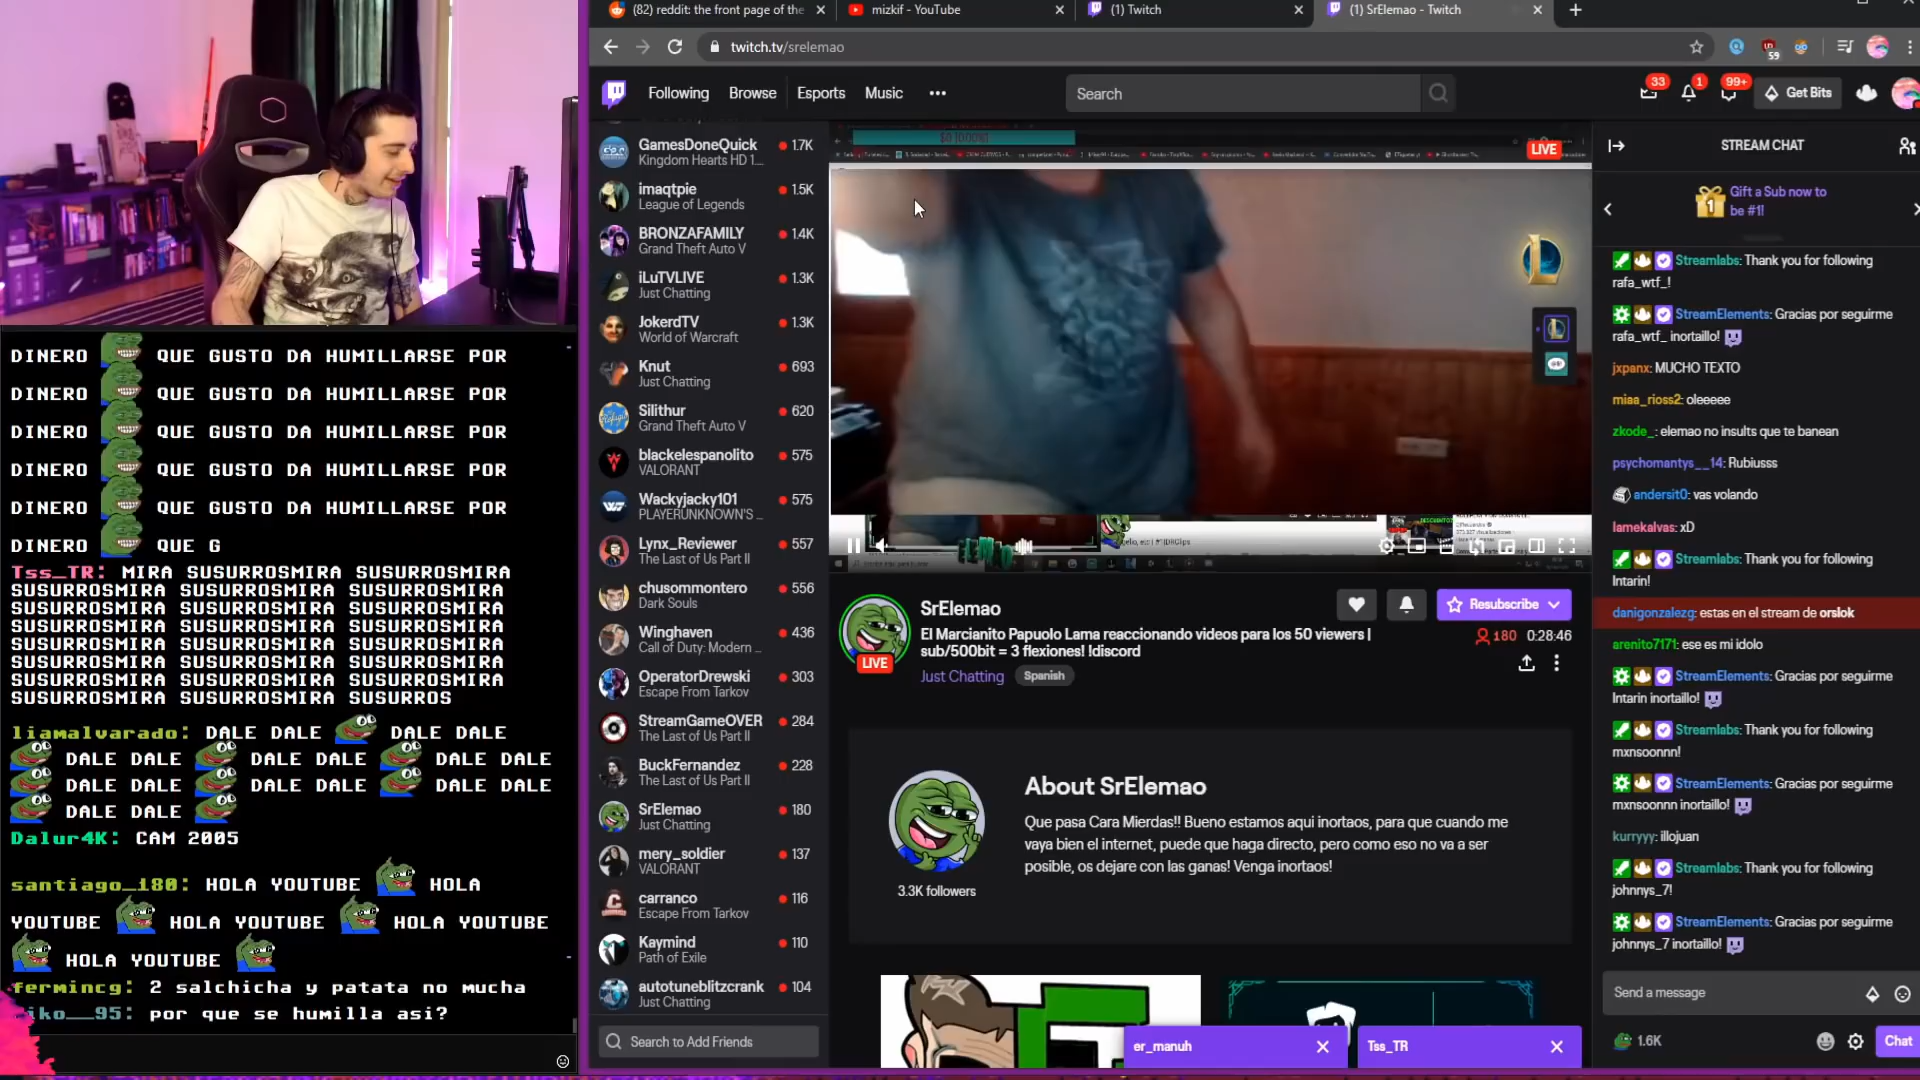 (82) reddit: the front page of the
mizkif - YouTube
(1) Twitch
(1) SrElemao - Twitch
twitch.tv/srelemao
59
Following
Browse
Esports
Music
Search
33
1
99+
Get Bits
GamesDoneQuick
1.7K
Kingdom Hearts HD 1...
imaqtpie
1.5K
League of Legends
BRONZAFAMILY
1.4K
Grand Theft Auto V
iLuTVLIVE
1.3K
Just Chatting
JokerdTV
1.3K
World of Warcraft
Knut
693
Just Chatting
Silithur
620
Grand Theft Auto V
blackelespanolito
575
VALORANT
Wackyjacky101
575
PLAYERUNKNOWN'S ...
Lynx_Reviewer
557
The Last of Us Part II
chusommontero
556
Dark Souls
Winghaven
436
Call of Duty: Modern ...
OperatorDrewski
303
Escape From Tarkov
StreamGameOVER
284
The Last of Us Part II
BuckFernandez
228
The Last of Us Part II
SrElemao
180
Just Chatting
mery_soldier
137
VALORANT
carranco
116
Escape From Tarkov
Kaymind
110
Path of Exile
autotuneblitzcrank
104
Just Chatting
Search to Add Friends
LIVE
SrElemao
LIVE
El Marcianito Papuolo Lama reaccionando videos para los 50 viewers |
sub/500bit = 3 flexiones! !discord
Just Chatting
Spanish
Resubscribe
180
0:28:46
About SrElemao
Que pasa Cara Mierdas!! Bueno estamos aqui inortaos, para que cuando me
vaya bien el internet, puede que haga directo, pero como eso no va a ser
posible, os dejare con las ganas! Venga inortaos!
3.3K followers
er_manuh
Tss_TR
STREAM CHAT
1
Gift a Sub now to
be #1!
Streamlabs: Thank you for following
rafa_wtf_!
StreamElements: Gracias por seguirme
rafa_wtf_ inortaillo!
jxpanx: MUCHO TEXTO
miaa_rioss2: oleeeee
zkode_: elemao no insults que te banean
psychomantys__14: Rubiusss
andersit0: vas volando
lamekalvas: xD
Streamlabs: Thank you for following
Intarin!
danigonzalezg: estas en el stream de orslok
arenito7171: ese es mi idolo
StreamElements: Gracias por seguirme
Intarin inortaillo!
Streamlabs: Thank you for following
mxnsoonnn!
StreamElements: Gracias por seguirme
mxnsoonnn inortaillo!
kurryyy: illojuan
Streamlabs: Thank you for following
johnnys_7!
StreamElements: Gracias por seguirme
johnnys_7 inortaillo!
Send a message
1.6K
Chat
DINERO QUE GUSTO DA HUMILLARSE POR
DINERO QUE GUSTO DA HUMILLARSE POR
DINERO QUE GUSTO DA HUMILLARSE POR
DINERO QUE GUSTO DA HUMILLARSE POR
DINERO QUE GUSTO DA HUMILLARSE POR
DINERO QUE G
Tss_TR: MIRA SUSURROSMIRA SUSURROSMIRA
SUSURROSMIRA SUSURROSMIRA SUSURROSMIRA
SUSURROSMIRA SUSURROSMIRA SUSURROSMIRA
SUSURROSMIRA SUSURROSMIRA SUSURROSMIRA
SUSURROSMIRA SUSURROSMIRA SUSURROSMIRA
SUSURROSMIRA SUSURROSMIRA SUSURROSMIRA
SUSURROSMIRA SUSURROSMIRA SUSURROSMIRA
SUSURROSMIRA SUSURROSMIRA SUSURROS
liamalvarado: DALE DALE DALE DALE
DALE DALE DALE DALE DALE DALE
DALE DALE DALE DALE DALE DALE
DALE DALE
Dalur4K: CAM 2005
santiago_180: HOLA YOUTUBE HOLA
YOUTUBE HOLA YOUTUBE HOLA YOUTUBE
HOLA YOUTUBE
fermincg: 2 salchicha y patata no mucha
iko__95: por que se humilla asi?